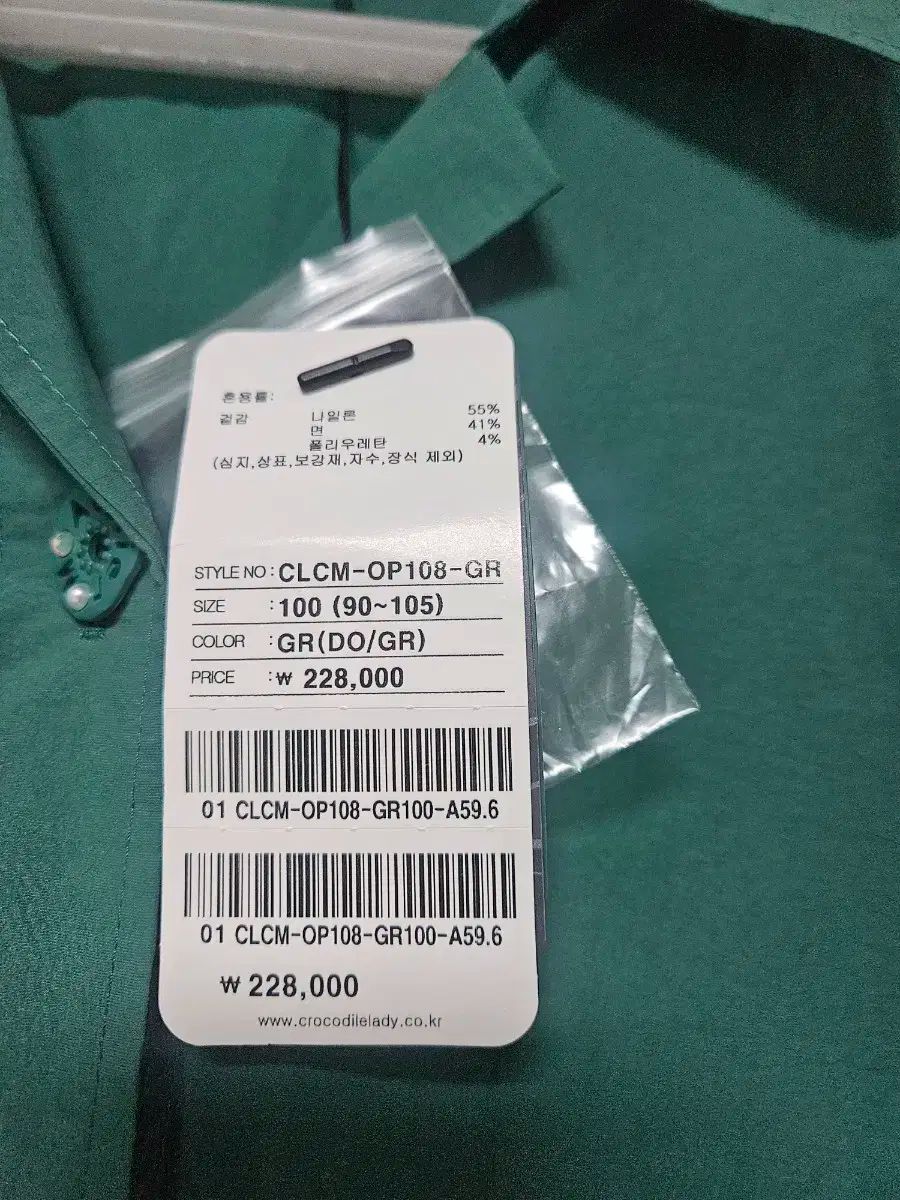 혼용률:
겉감 나일론 55%
면 41%
폴리우레탄 4%
(심지,상표,보강재,자수,장식 제외)
STYLE NO : CLCM-OP108-GR
SIZE : 100 (90~105)
COLOR : GR(DO/GR)
PRICE : ₩ 228,000
01 CLCM-OP108-GR100-A59.6
01 CLCM-OP108-GR100-A59.6
₩ 228,000
www.crocodilelady.co.kr